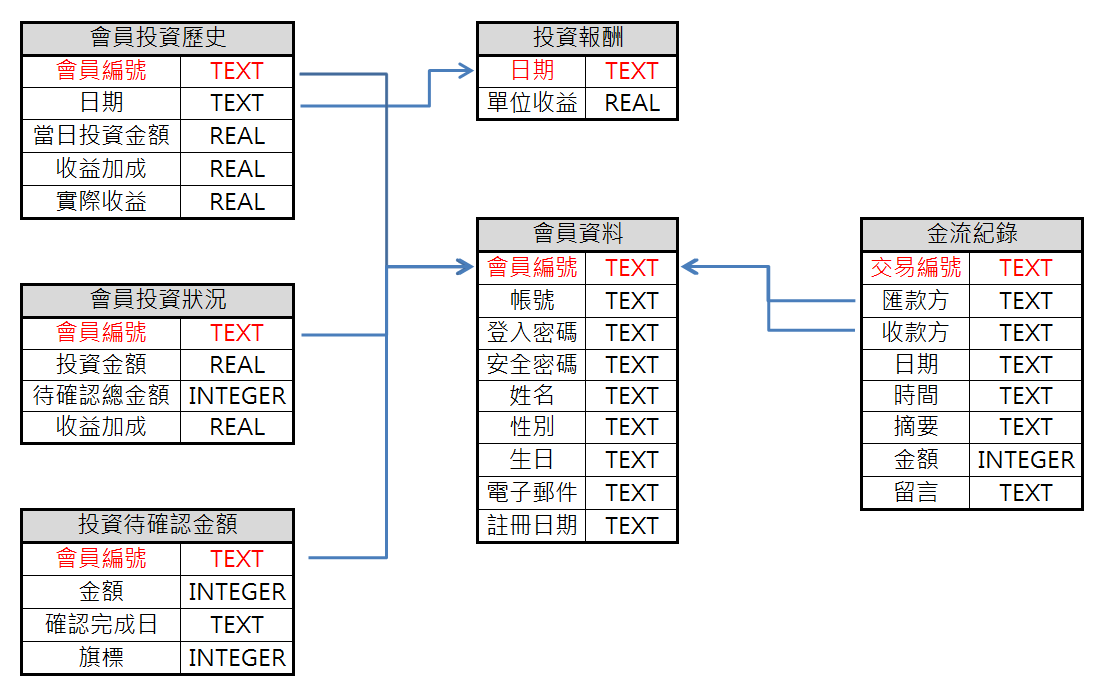 會員投資歷史
會員編號 TEXT
日期 TEXT
當日投資金額 REAL
收益加成 REAL
實際收益 REAL
投資報酬
日期 TEXT
單位收益 REAL
會員投資狀況
會員編號 TEXT
投資金額 REAL
待確認總金額 INTEGER
收益加成 REAL
會員資料
會員編號 TEXT
帳號 TEXT
登入密碼 TEXT
安全密碼 TEXT
姓名 TEXT
性別 TEXT
生日 TEXT
電子郵件 TEXT
註冊日期 TEXT
金流紀錄
交易編號 TEXT
匯款方 TEXT
收款方 TEXT
日期 TEXT
時間 TEXT
摘要 TEXT
金額 INTEGER
留言 TEXT
投資待確認金額
會員編號 TEXT
金額 INTEGER
確認完成日 TEXT
旗標 INTEGER